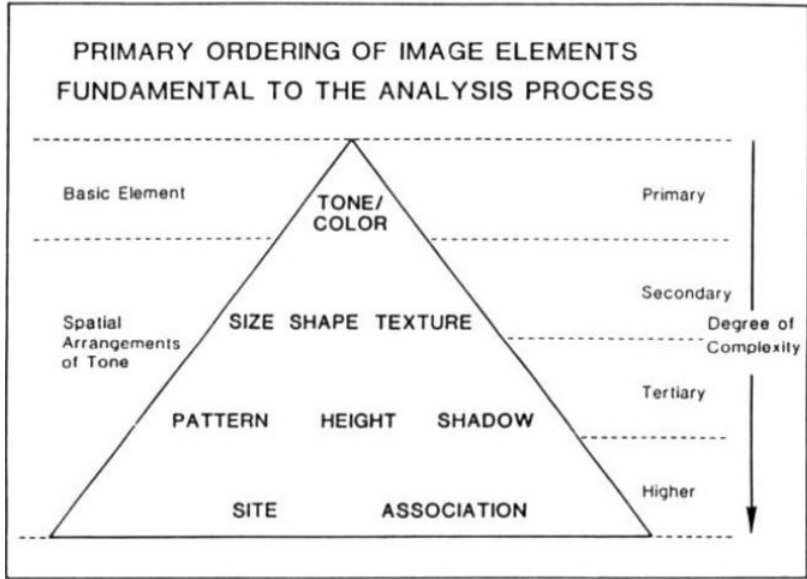 PRIMARY ORDERING OF IMAGE ELEMENTS
FUNDAMENTAL TO THE ANALYSIS PROCESS
Basic Element
TONE/
COLOR
Primary
Secondary
SIZE SHAPE TEXTURE
Spatial
Arrangements
of Tone
Degree of
Complexity
Tertiary
PATTERN HEIGHT SHADOW
Higher
SITE ASSOCIATION